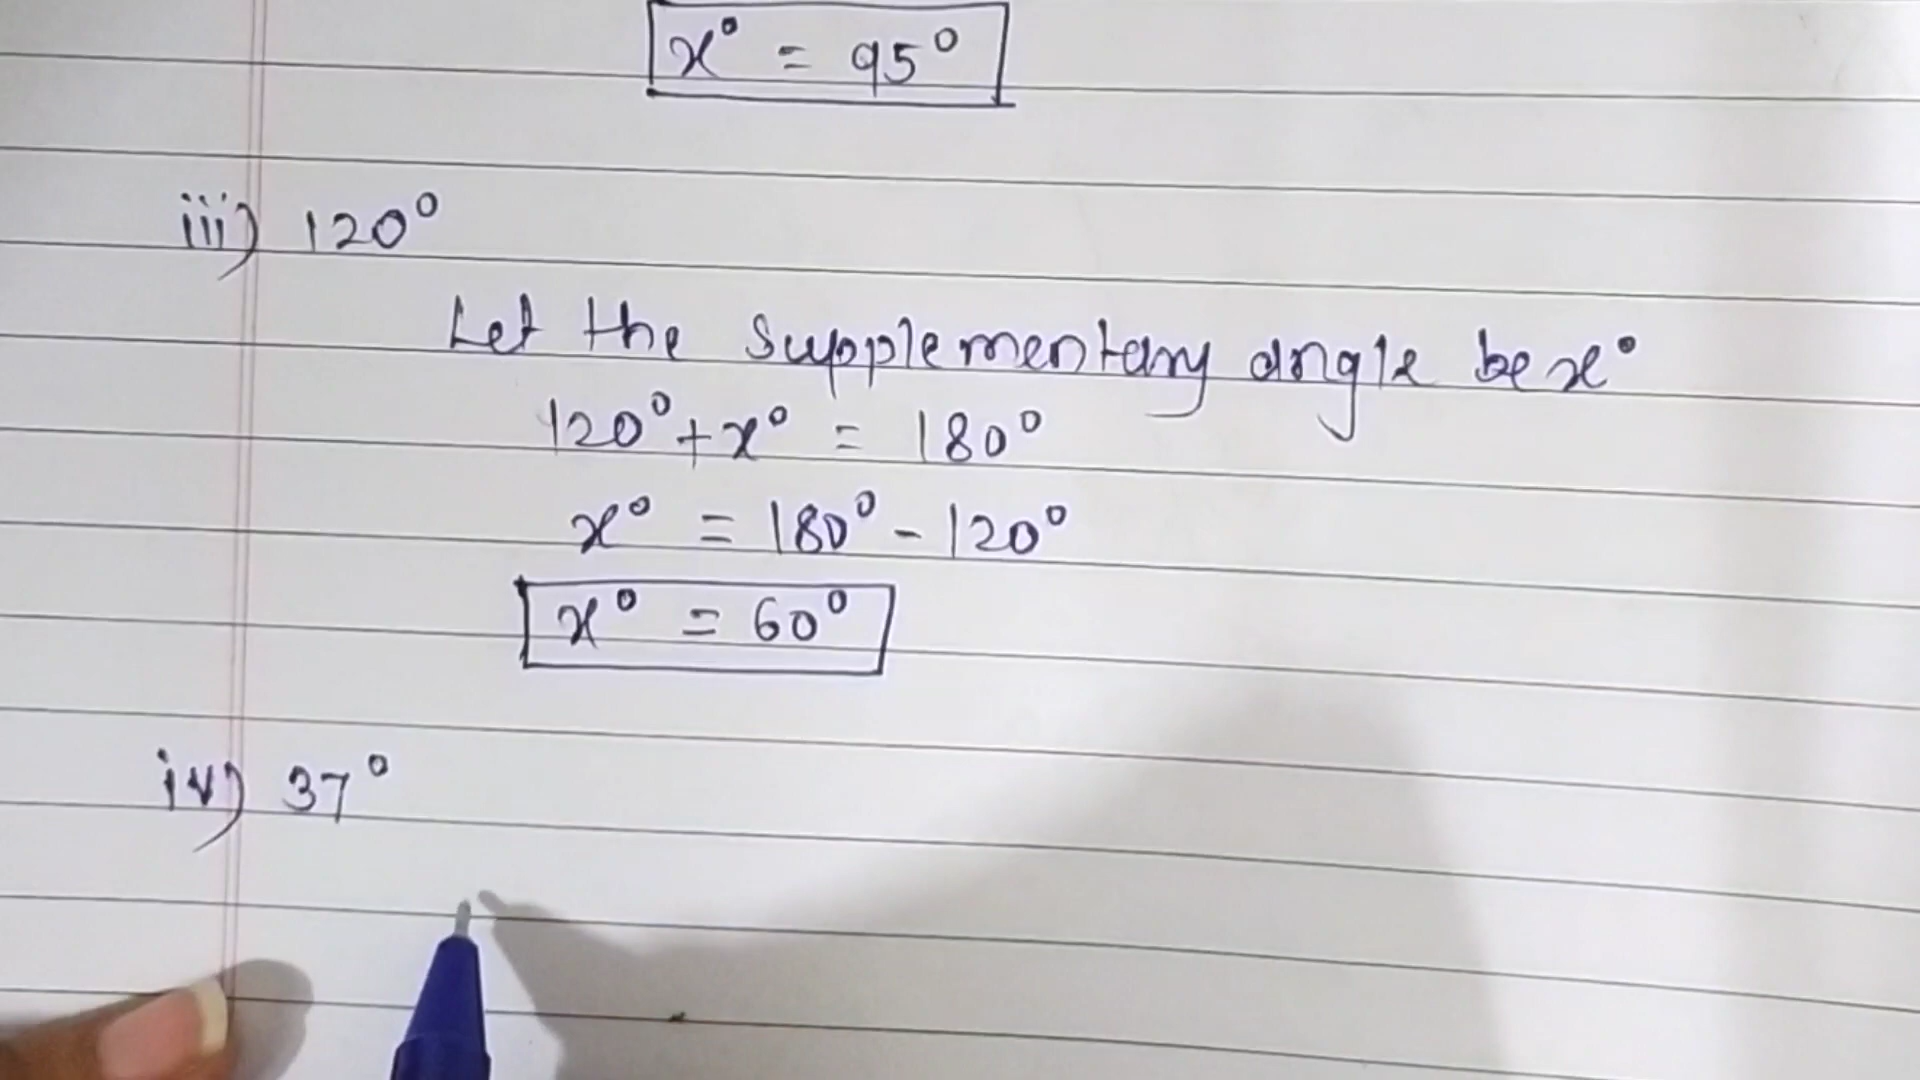 x° = 95°
iii) 120°
Let the supplementary angle be x°
120° + x° = 180°
x° = 180° - 120°
x° = 60°
iv) 37°